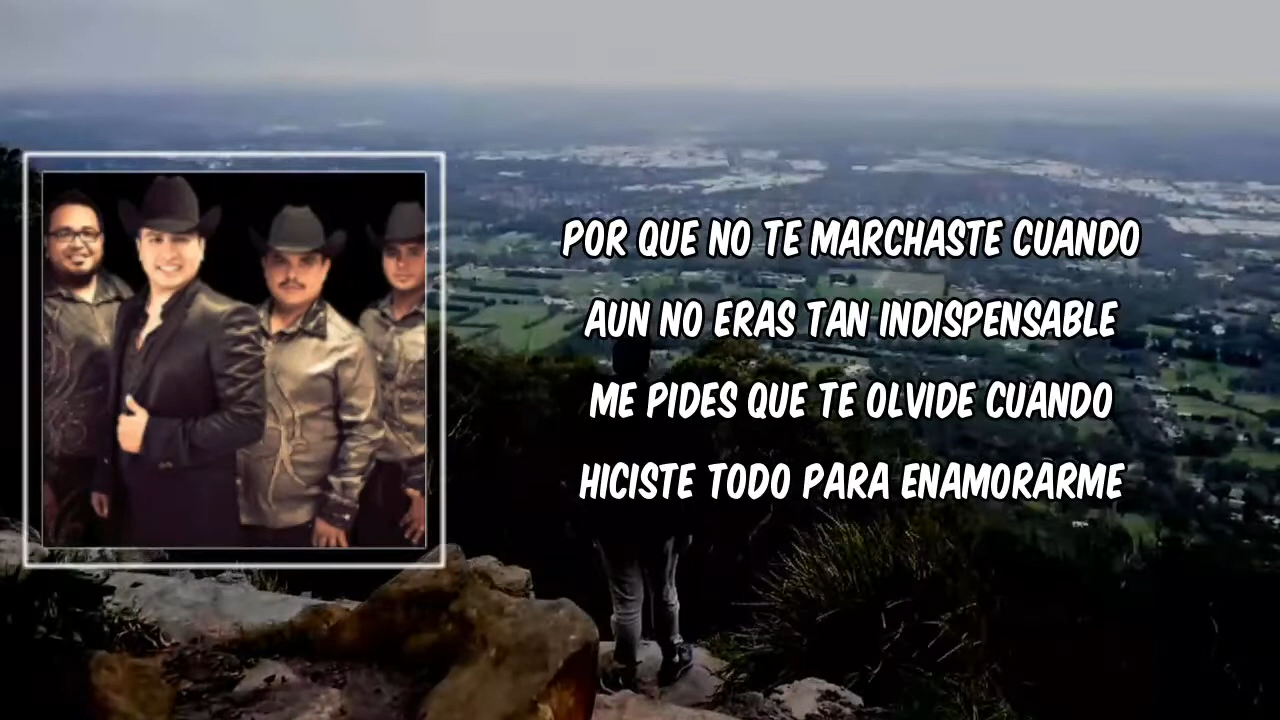 POR QUE NO TE MARCHASTE CUANDO
AUN NO ERAS TAN INDISPENSABLE
ME PIDES QUE TE OLVIDE CUANDO
HICISTE TODO PARA ENAMORARME